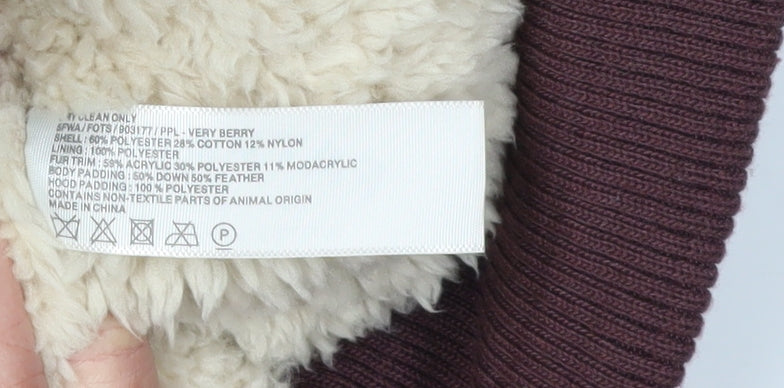 CLEAN ONLY
SFWA / FOTS / 903177 / PPL - VERY BERRY
SHELL : 60% POLYESTER 28% COTTON 12% NYLON
LINING : 100% POLYESTER
FUR TRIM : 59% ACRYLIC 30% POLYESTER 11% MODACRYLIC
BODY PADDING : 50% DOWN 50% FEATHER
HOOD PADDING : 100 % POLYESTER
CONTAINS NON-TEXTILE PARTS OF ANIMAL ORIGIN
MADE IN CHINA
P